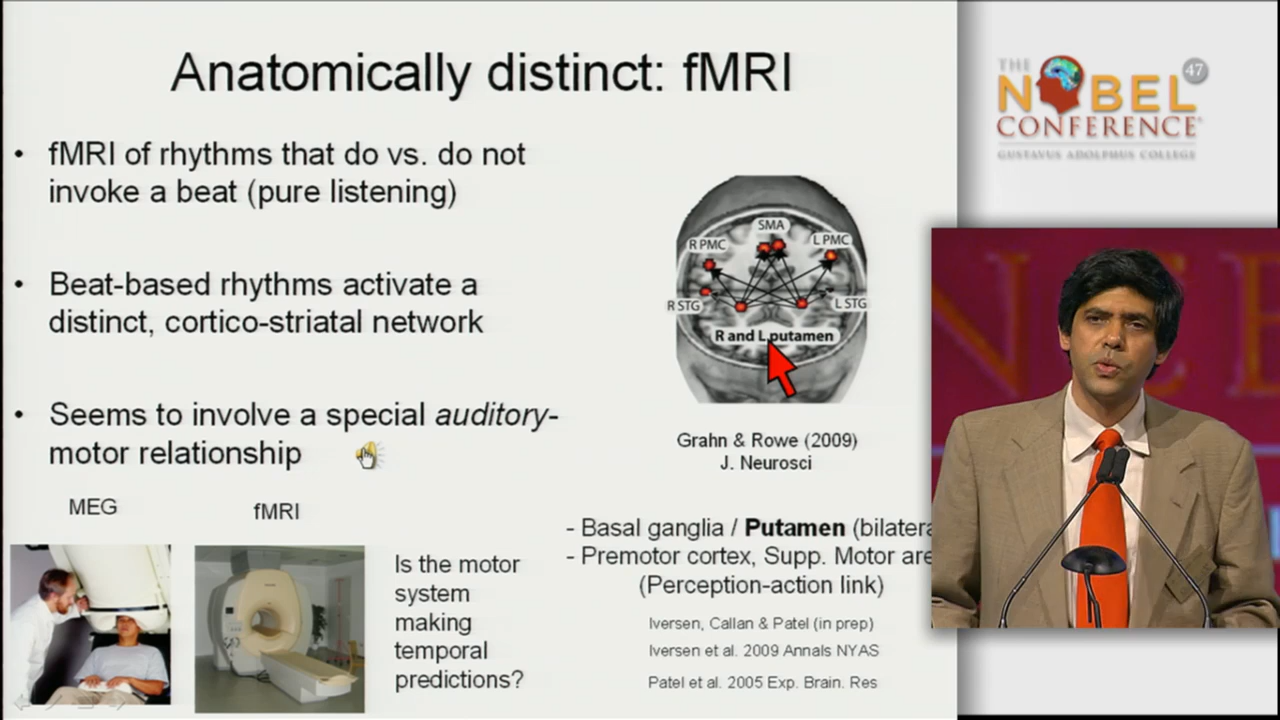 Anatomically distinct: fMRI
• fMRI of rhythms that do vs. do not
invoke a beat (pure listening)
• Beat-based rhythms activate a
distinct, cortico-striatal network
• Seems to involve a special auditory-
motor relationship
MEG
fMRI
Is the motor
system
making
temporal
predictions?
SMA
R PMC
L PMC
R STG
L STG
R and L putamen
Grahn & Rowe (2009)
J. Neurosci
- Basal ganglia / Putamen (bilatera
- Premotor cortex, Supp. Motor are
(Perception-action link)
Iversen, Callan & Patel (in prep)
Iversen et al. 2009 Annals NYAS
Patel et al. 2005 Exp. Brain. Res
THE
NOBEL
47
CONFERENCE
GUSTAVUS ADOLPHUS COLLEGE